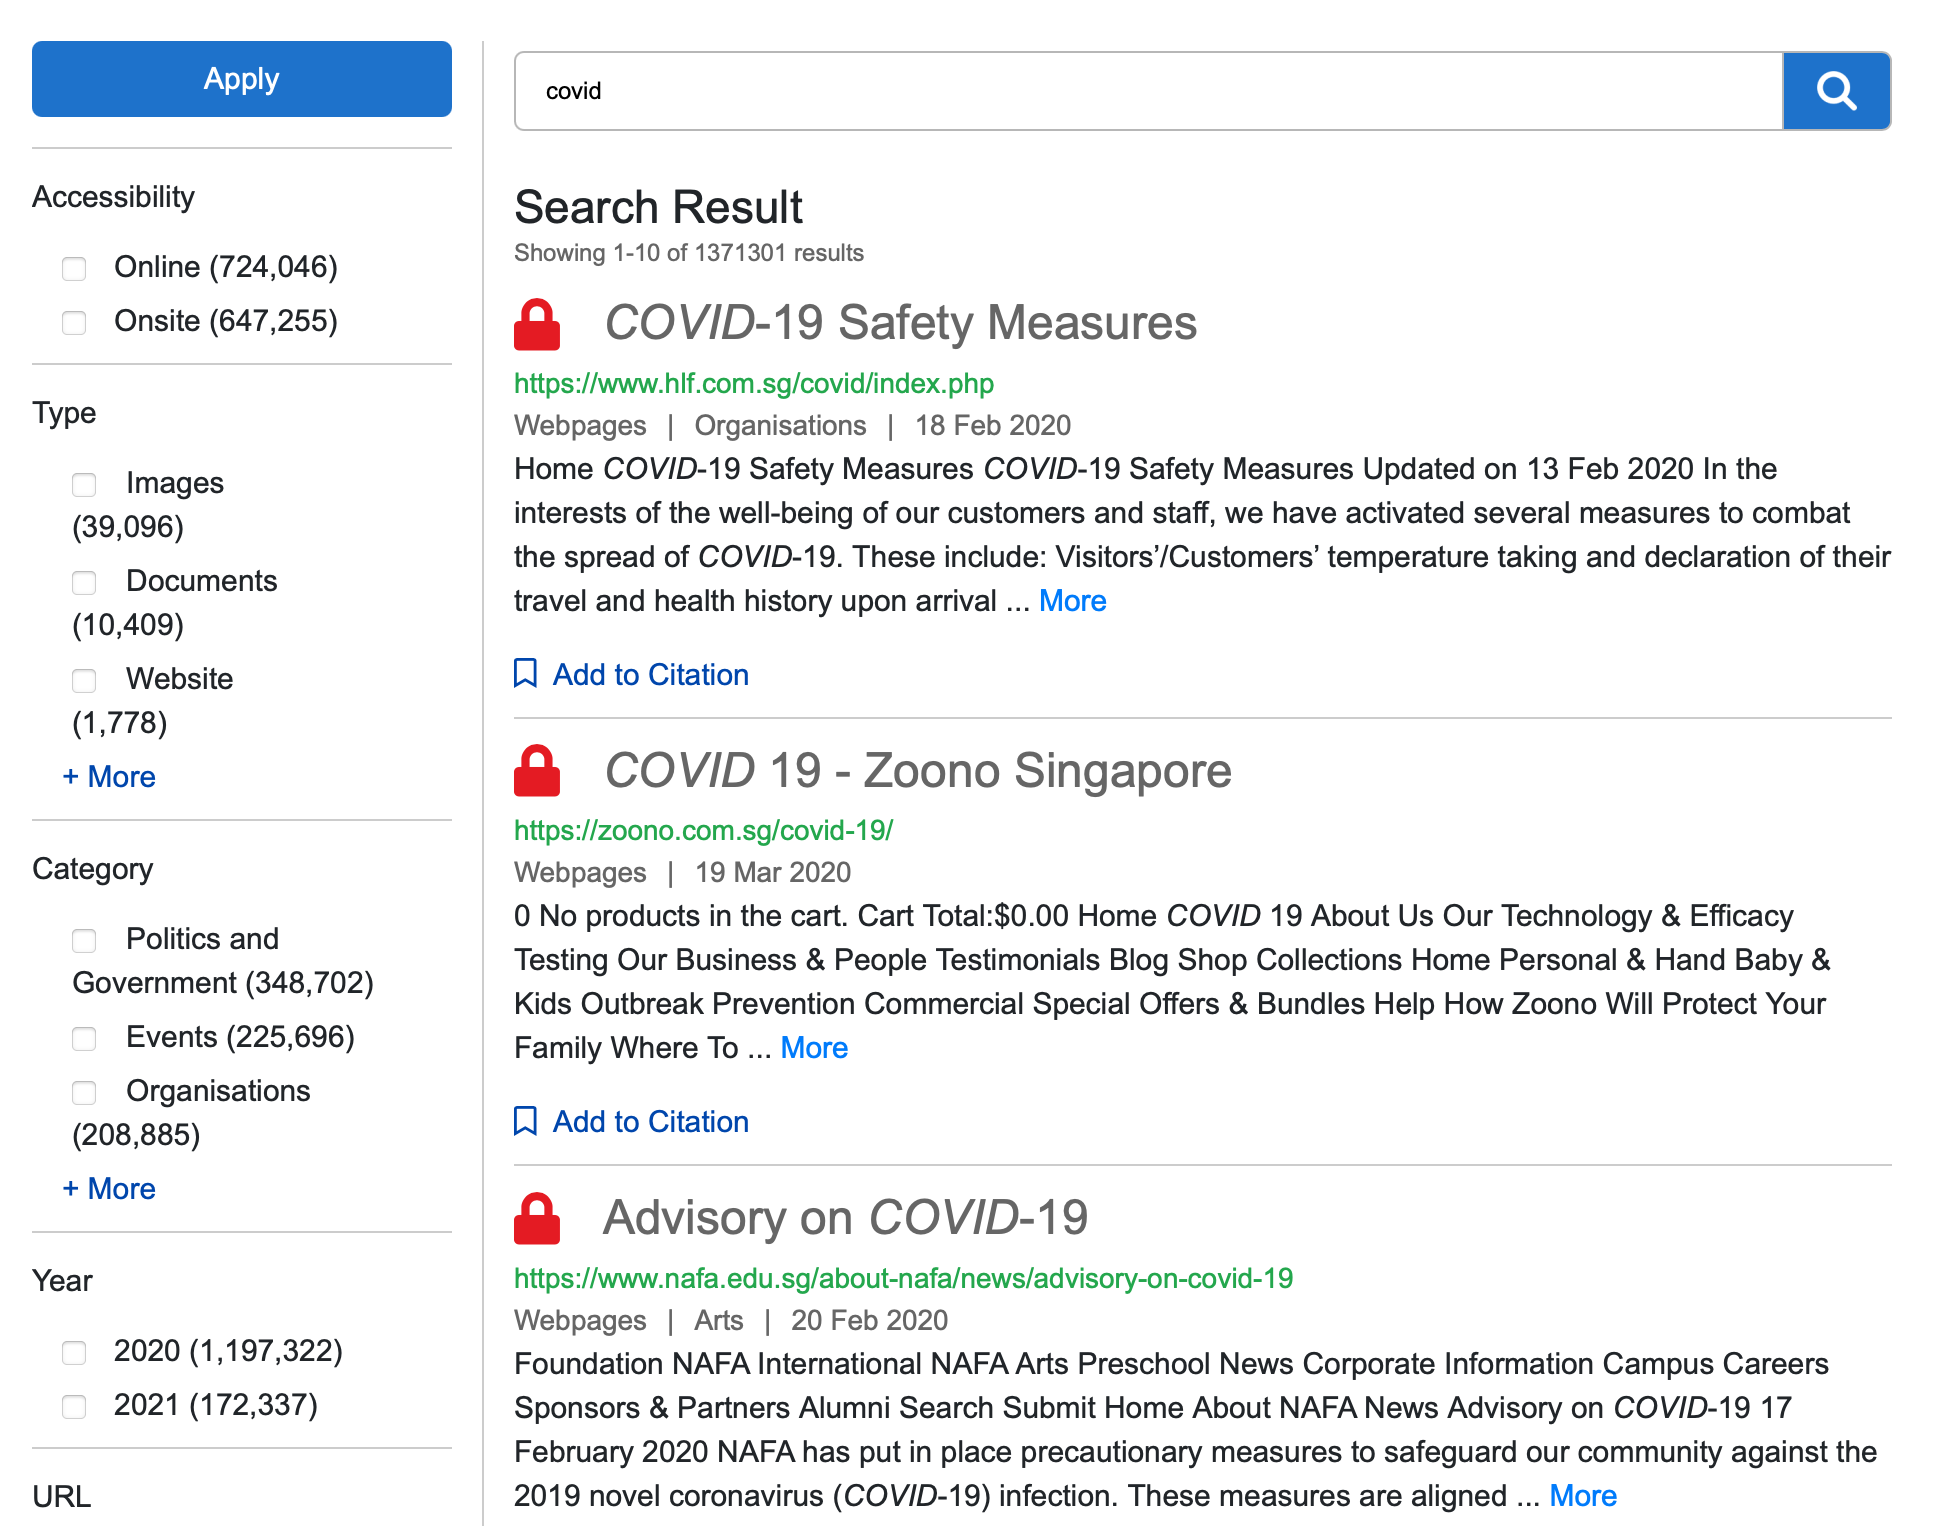 Apply
Accessibility
Online (724,046)
Onsite (647,255)
Type
Images
(39,096)
Documents
(10,409)
Website
(1,778)
+ More
Category
Politics and
Government (348,702)
Events (225,696)
Organisations
(208,885)
+ More
Year
2020 (1,197,322)
2021 (172,337)
URL
covid
Search Result
Showing 1-10 of 1371301 results
COVID-19 Safety Measures
https://www.hlf.com.sg/covid/index.php
Webpages | Organisations | 18 Feb 2020
Home COVID-19 Safety Measures COVID-19 Safety Measures Updated on 13 Feb 2020 In the
interests of the well-being of our customers and staff, we have activated several measures to combat
the spread of COVID-19. These include: Visitors’/Customers’ temperature taking and declaration of their
travel and health history upon arrival ... More
Add to Citation
COVID 19 - Zoono Singapore
https://zoono.com.sg/covid-19/
Webpages | 19 Mar 2020
0 No products in the cart. Cart Total:$0.00 Home COVID 19 About Us Our Technology & Efficacy
Testing Our Business & People Testimonials Blog Shop Collections Home Personal & Hand Baby &
Kids Outbreak Prevention Commercial Special Offers & Bundles Help How Zoono Will Protect Your
Family Where To ... More
Add to Citation
Advisory on COVID-19
https://www.nafa.edu.sg/about-nafa/news/advisory-on-covid-19
Webpages | Arts | 20 Feb 2020
Foundation NAFA International NAFA Arts Preschool News Corporate Information Campus Careers
Sponsors & Partners Alumni Search Submit Home About NAFA News Advisory on COVID-19 17
February 2020 NAFA has put in place precautionary measures to safeguard our community against the
2019 novel coronavirus (COVID-19) infection. These measures are aligned ... More